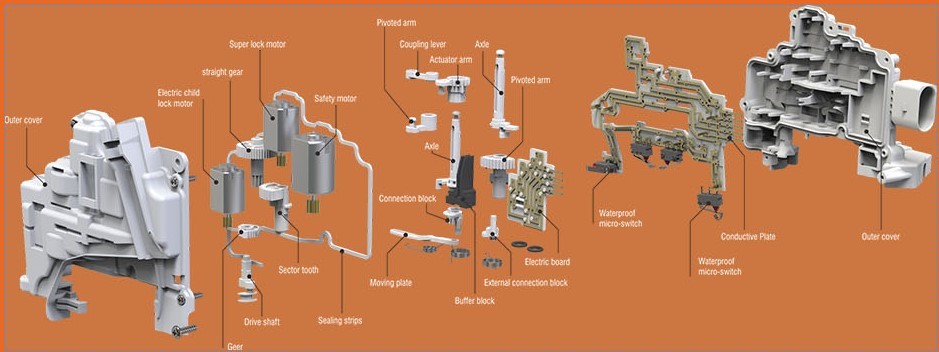 Outer cover
Electric child
lock motor
straight gear
Super lock motor
Safety motor
Sector tooth
Drive shaft
Geer
Sealing strips
Pivoted arm
Coupling lever
Actuator arm
Axle
Pivoted arm
Axle
Connection block
Moving plate
Buffer block
External connection block
Electric board
Waterproof
micro-switch
Waterproof
micro-switch
Conductive Plate
Outer cover